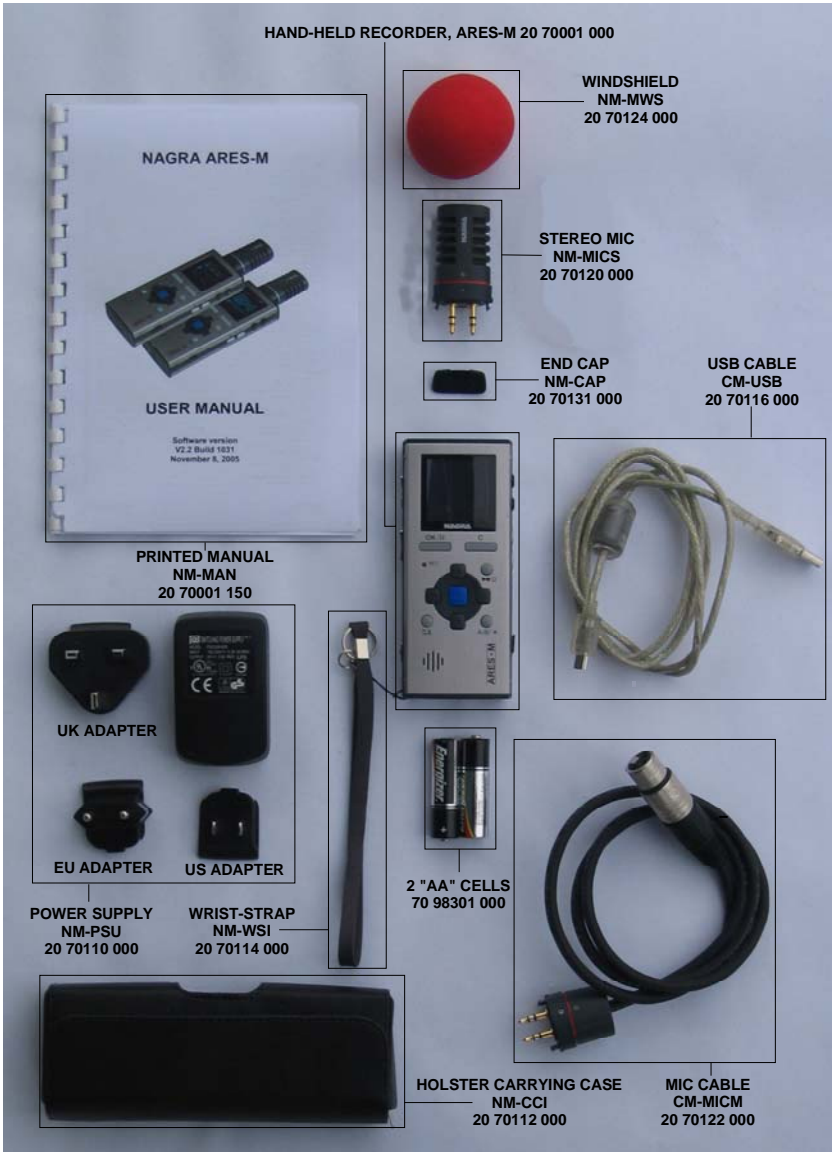 HAND-HELD RECORDER, ARES-M 20 70001 000
WINDSHIELD
NM-MWS
20 70124 000
NAGRA ARES-M
USER MANUAL
Software version
V2.2 Build 1031
November 8, 2005
STEREO MIC
NM-MICS
20 70120 000
END CAP
NM-CAP
20 70131 000
USB CABLE
CM-USB
20 70116 000
NAGRA
C
ARES-M
PRINTED MANUAL
NM-MAN
20 70001 150
SWITCHING POWER SUPPLY
CE
UK ADAPTER
EU ADAPTER
US ADAPTER
Energizer
POWER SUPPLY
NM-PSU
20 70110 000
WRIST-STRAP
NM-WSI
20 70114 000
2 "AA" CELLS
70 98301 000
HOLSTER CARRYING CASE
NM-CCI
20 70112 000
MIC CABLE
CM-MICM
20 70122 000